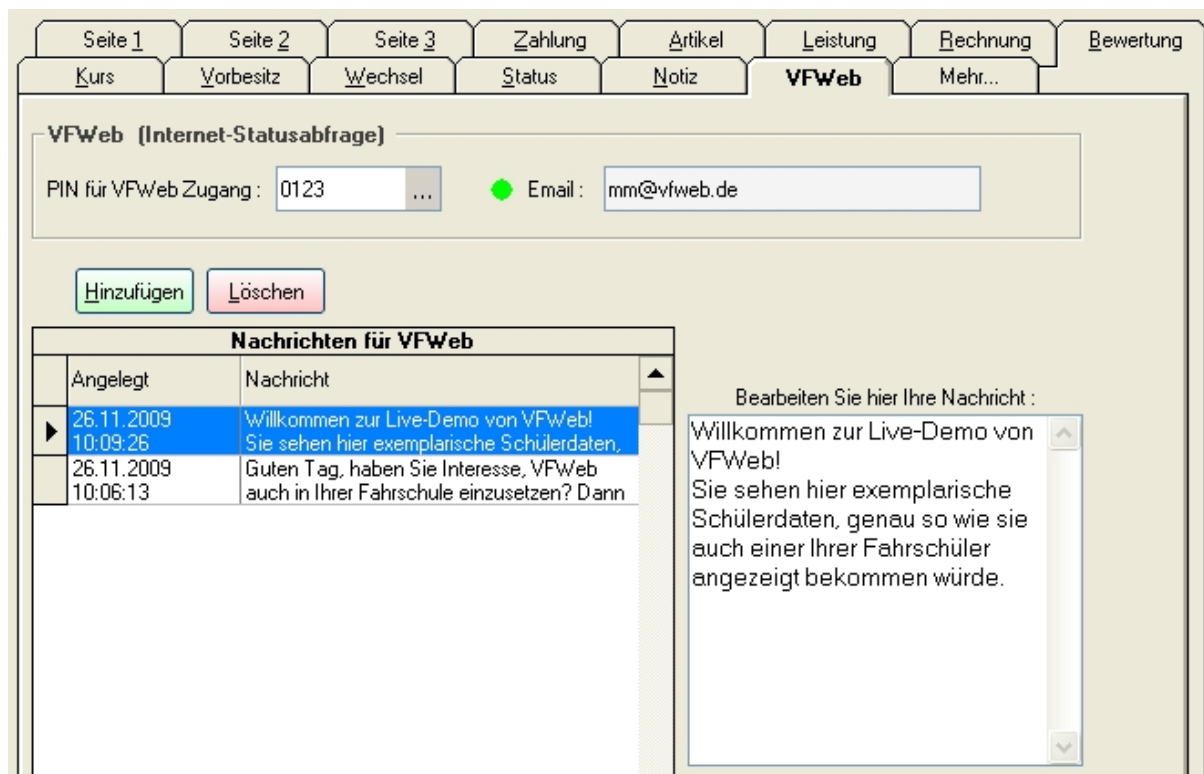 Seite 1 Seite 2 Seite 3 Zahlung Artikel Leistung Rechnung Bewertung
Kurs Vorbesitz Wechsel Status Notiz VFWeb Mehr...
VFWeb (Internet-Statusabfrage)
PIN für VFWeb Zugang : 0123 ... Email : mm@vfweb.de
Hinzufügen Löschen
Nachrichten für VFWeb
Angelegt Nachricht
26.11.2009 Willkommen zur Live-Demo von VFWeb!
10:09:26 Sie sehen hier exemplarische Schülerdaten,
26.11.2009 Guten Tag, haben Sie Interesse, VFWeb
10:06:13 auch in Ihrer Fahrschule einzusetzen? Dann
Bearbeiten Sie hier Ihre Nachricht :
Willkommen zur Live-Demo von
VFWeb!
Sie sehen hier exemplarische
Schülerdaten, genau so wie sie
auch einer Ihrer Fahrschüler
angezeigt bekommen würde.